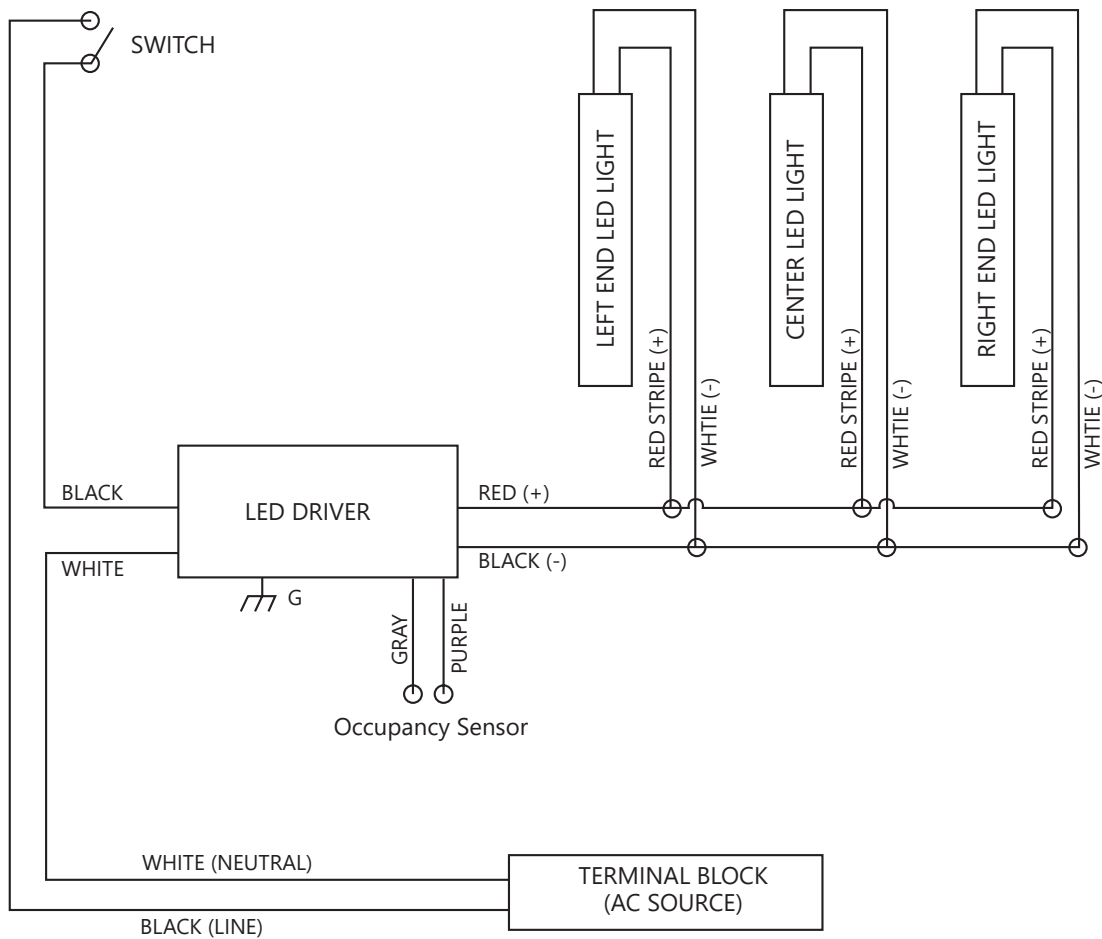 SWITCH
LEFT END LED LIGHT
CENTER LED LIGHT
RIGHT END LED LIGHT
RED STRIPE (+)
WHTIE (-)
RED STRIPE (+)
WHTIE (-)
RED STRIPE (+)
WHTIE (-)
BLACK
LED DRIVER
RED (+)
WHITE
BLACK (-)
G
GRAY
PURPLE
Occupancy Sensor
WHITE (NEUTRAL)
TERMINAL BLOCK
(AC SOURCE)
BLACK (LINE)